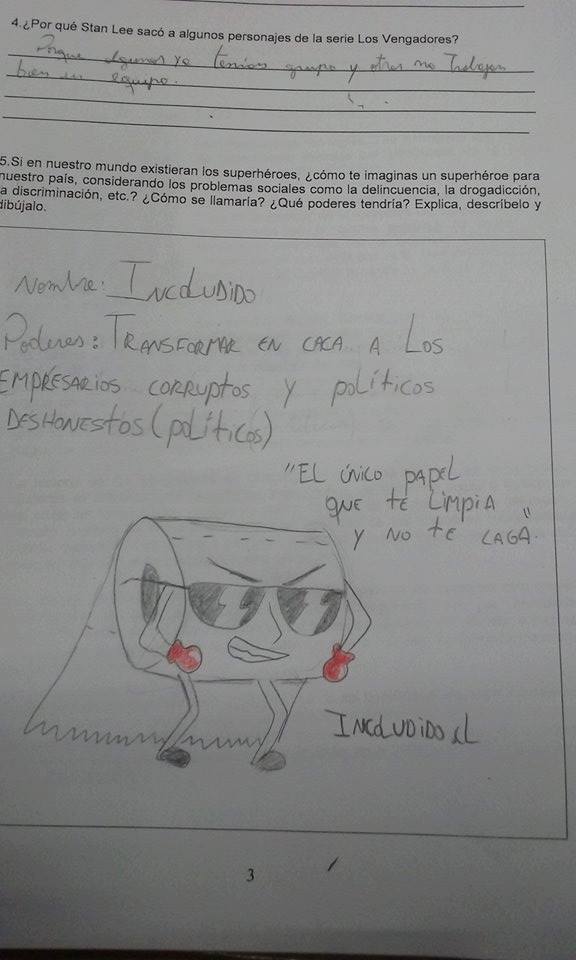 4.¿Por qué Stan Lee sacó a algunos personajes de la serie Los Vengadores?
Porque algunos ya tenían grupo y otros no Trabajan
bien en equipo.
5.Si en nuestro mundo existieran los superhéroes, ¿cómo te imaginas un superhéroe para
nuestro país, considerando los problemas sociales como la delincuencia, la drogadicción,
a discriminación, etc.? ¿Cómo se llamaría? ¿Qué poderes tendría? Explica, descríbelo y
dibújalo.
Nombre: INCOLUDIDO
Poderes: TRANSFORMAR EN CACA A LOS
EMPRESARIOS CORRUPTOS Y POLÍTICOS
DESHONESTOS (POLÍTICOS)
"EL ÚNICO PAPEL
QUE TE LIMPIA
Y NO TE CAGA."
INCOLUDIDO XL
3